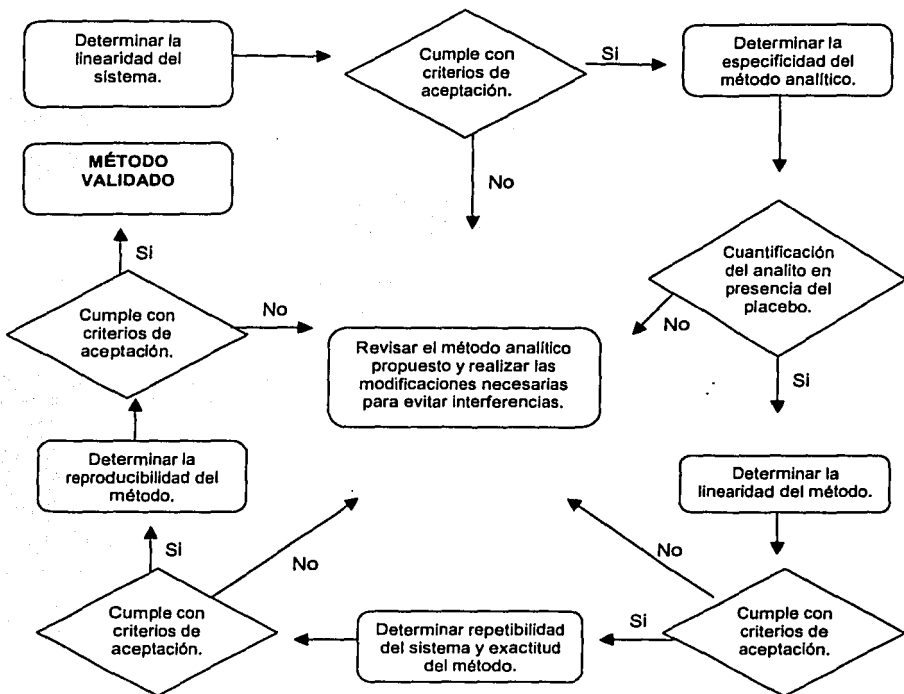 Determinar la
linearidad del
sistema.
Cumple con
criterios de
aceptación.
Si
Determinar la
especificidad del
método analítico.
No
Cuantificación
del analito en
presencia del
placebo.
No
Si
Determinar la
linearidad del método.
Cumple con
criterios de
aceptación.
No
Si
Determinar repetibilidad
del sistema y exactitud
del método.
Cumple con
criterios de
aceptación.
No
Si
Determinar la
reproducibilidad del
método.
Cumple con
criterios de
aceptación.
No
Si
MÉTODO
VALIDADO
Revisar el método analítico
propuesto y realizar las
modificaciones necesarias
para evitar interferencias.